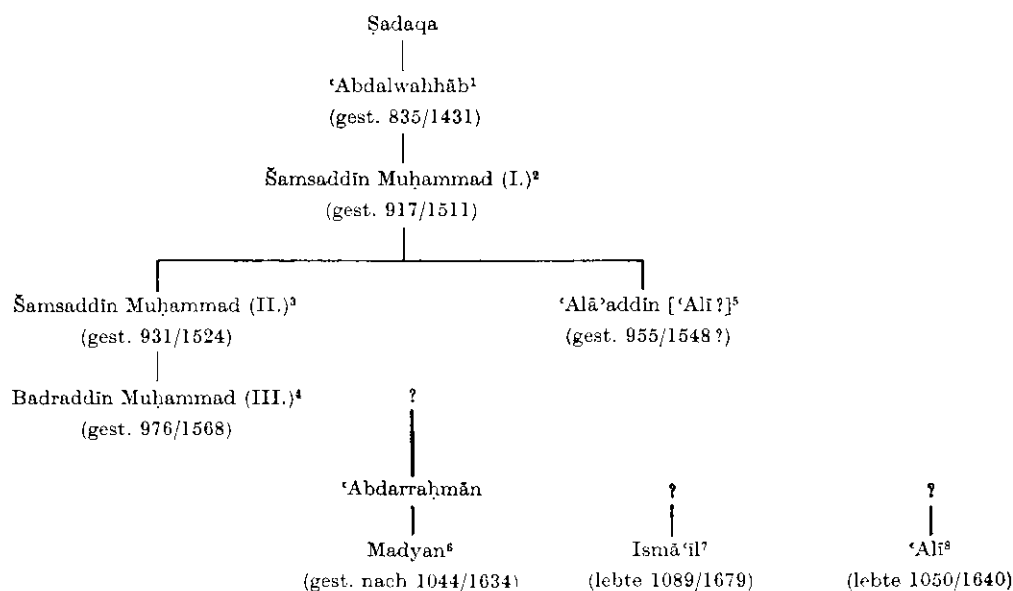 Ṣadaqa
ʿAbdalwahhāb¹
(gest. 835/1431)
Šamsaddīn Muḥammad (I.)²
(gest. 917/1511)
Šamsaddīn Muḥammad (II.)³ ʿAlāʾaddīn [ʿAlī?]⁵
(gest. 931/1524) (gest. 955/1548?)
Badraddīn Muḥammad (III.)⁴ ?
(gest. 976/1568)
ʿAbdarraḥmān ? ?
Madyan⁶ Ismāʿīl⁷ ʿAlī⁸
(gest. nach 1044/1634) (lebte 1089/1679) (lebte 1050/1640)